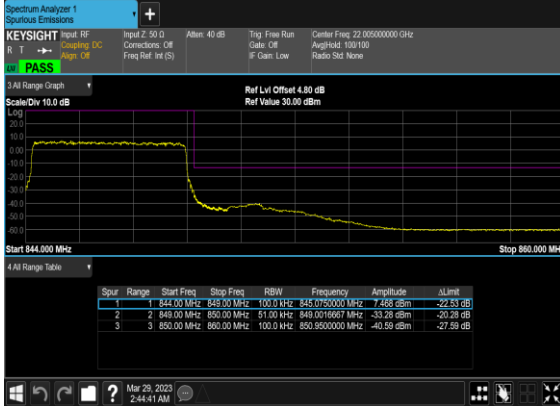 Spectrum Analyzer 1
Spurious Emissions
+
KEYSIGHT Input: RF Input Z: 50 Ω Atten: 40 dB Trig: Free Run Center Freq: 22.005000000 GHz
R T Coupling: DC Corrections: Off Gate: Off Avg|Hold: 100/100
Align: Off Freq Ref: Int (S) IF Gain: Low Radio Std: None
PASS
3 All Range Graph Ref Lvl Offset 4.80 dB
Scale/Div 10.0 dB Ref Value 30.00 dBm
Log
20.0
10.0
0.00
-10.0
-20.0
-30.0
-40.0
-50.0
-60.0
Start 844.000 MHz Stop 860.000 MHz
4 All Range Table
Spur Range Start Freq Stop Freq RBW Frequency Amplitude ΔLimit
1 1 844.00 MHz 849.00 MHz 100.0 kHz 845.0750000 MHz 7.468 dBm -22.53 dB
2 2 849.00 MHz 850.00 MHz 51.00 kHz 849.0016667 MHz -33.28 dBm -20.28 dB
3 3 850.00 MHz 860.00 MHz 100.0 kHz 850.9500000 MHz -40.59 dBm -27.59 dB
? Mar 29, 2023
2:44:41 AM